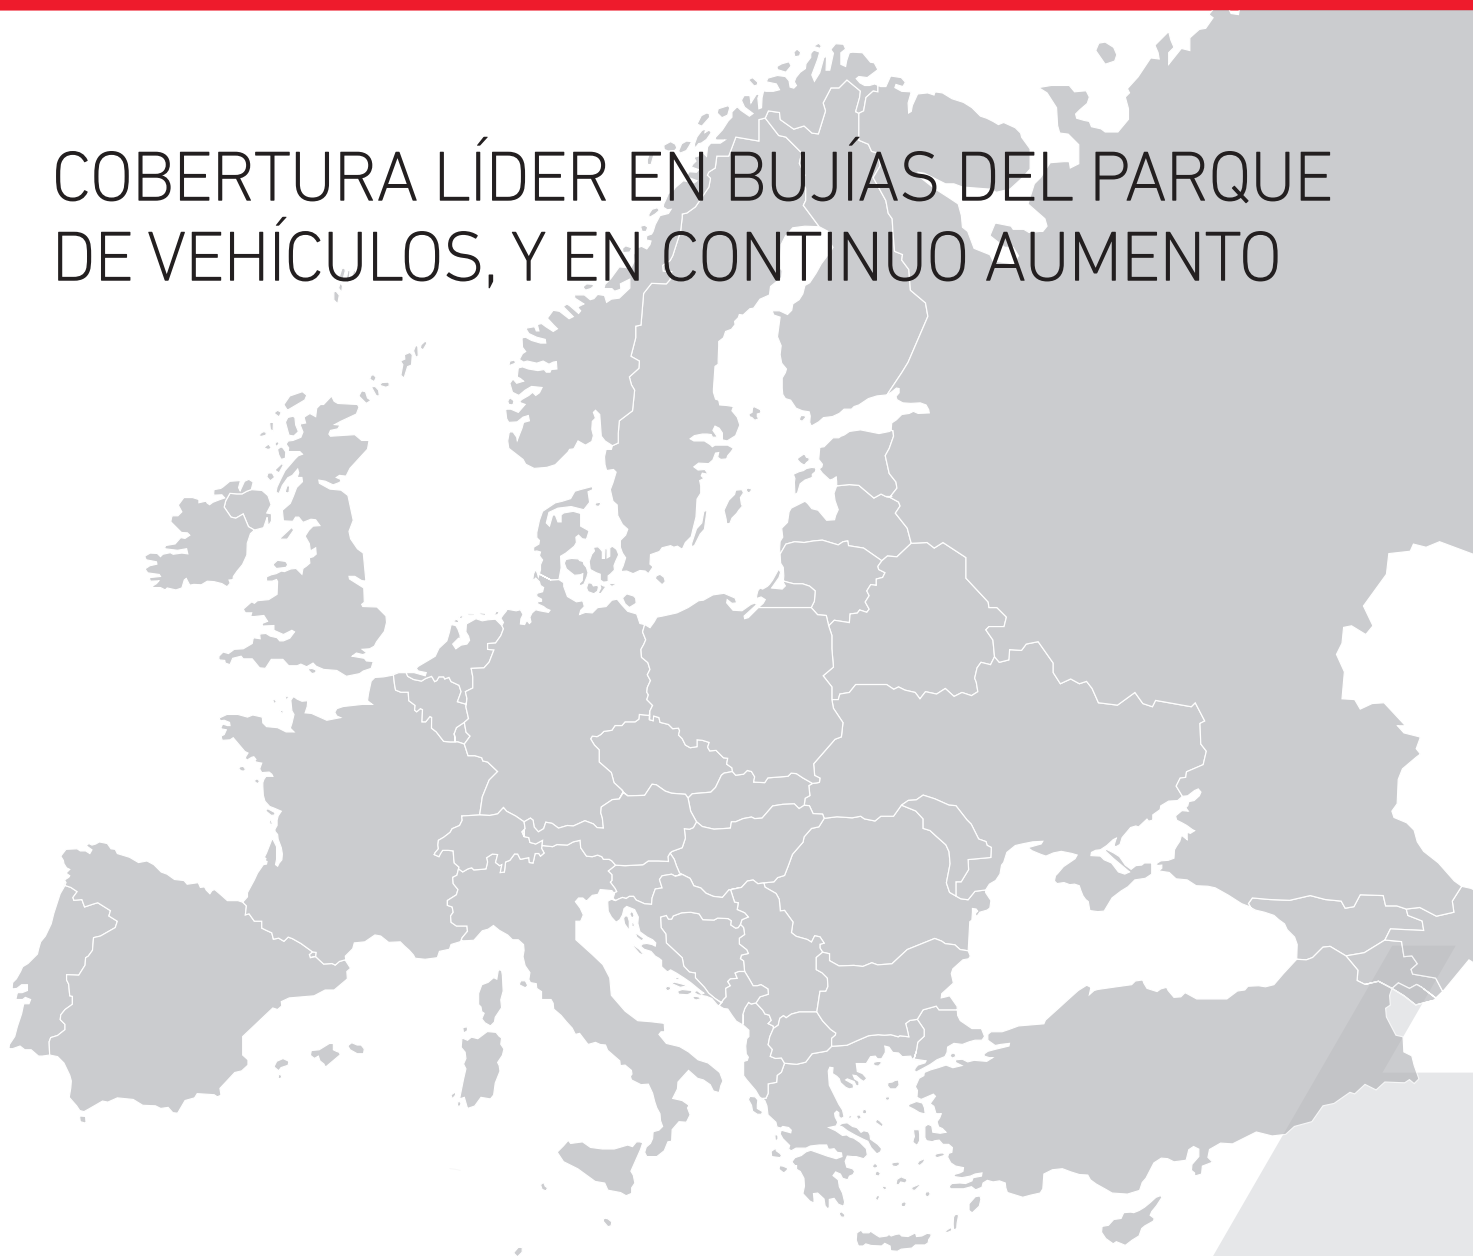 COBERTURA LÍDER EN BUJÍAS DEL PARQUE
DE VEHÍCULOS, Y EN CONTINUO AUMENTO